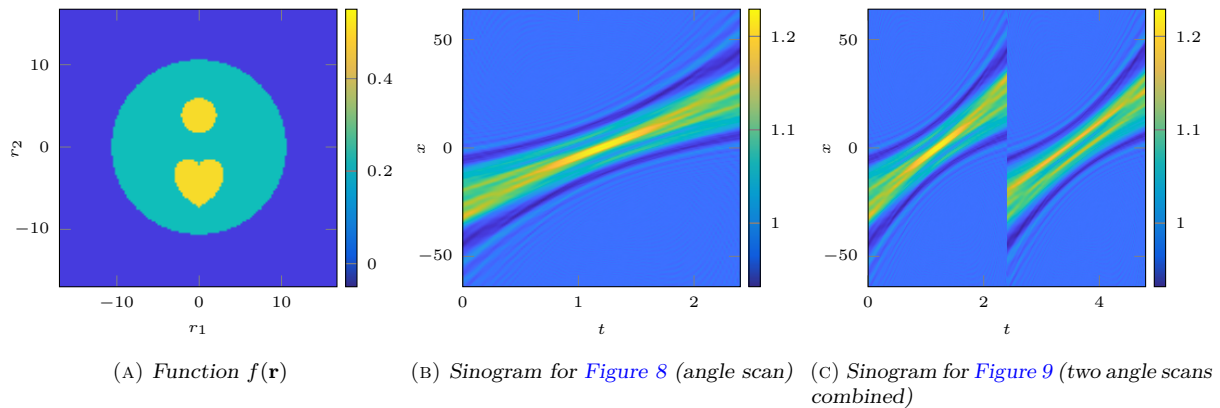 10
0
−10
−10 0 10
r₂
r₁
0.4
0.2
0
50
0
−50
0 1 2
x
t
1.2
1.1
1
50
0
−50
0 2 4
x
t
1.2
1.1
1
(A) Function f(r)
(B) Sinogram for Figure 8 (angle scan)
(C) Sinogram for Figure 9 (two angle scans
combined)